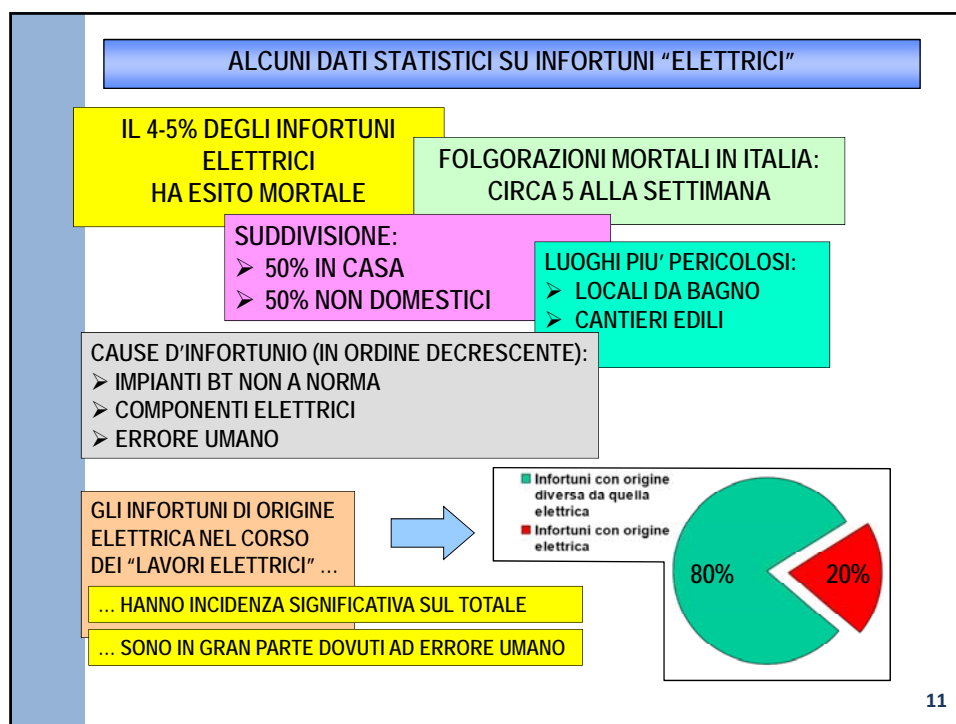 ALCUNI DATI STATISTICI SU INFORTUNI “ELETTRICI”
IL 4-5% DEGLI INFORTUNI
ELETTRICI
HA ESITO MORTALE
FOLGORAZIONI MORTALI IN ITALIA:
CIRCA 5 ALLA SETTIMANA
SUDDIVISIONE:
➢ 50% IN CASA
➢ 50% NON DOMESTICI
LUOGHI PIU’ PERICOLOSI:
➢ LOCALI DA BAGNO
➢ CANTIERI EDILI
CAUSE D’INFORTUNIO (IN ORDINE DECRESCENTE):
➢ IMPIANTI BT NON A NORMA
➢ COMPONENTI ELETTRICI
➢ ERRORE UMANO
GLI INFORTUNI DI ORIGINE
ELETTRICA NEL CORSO
DEI “LAVORI ELETTRICI” …
… HANNO INCIDENZA SIGNIFICATIVA SUL TOTALE
… SONO IN GRAN PARTE DOVUTI AD ERRORE UMANO
Infortuni con origine
diversa da quella
elettrica
Infortuni con origine
elettrica
80%
20%
11